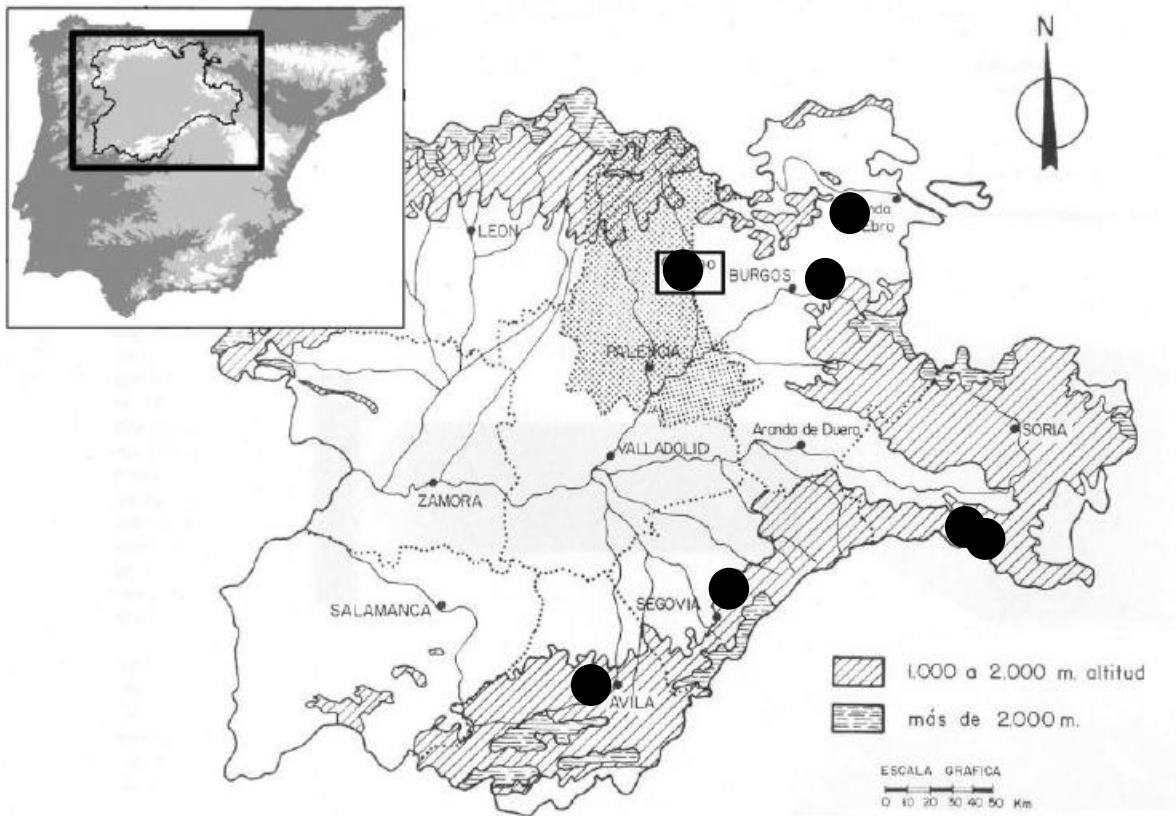 N
LEON
BURGOS
PALENCIA
Aranda de Duero
SORIA
VALLADOLID
ZAMORA
SEGOVIA
SALAMANCA
AVILA
1.000 a 2.000 m. altitud
más de 2.000 m.
ESCALA GRAFICA
0 10 20 30 40 50 Km